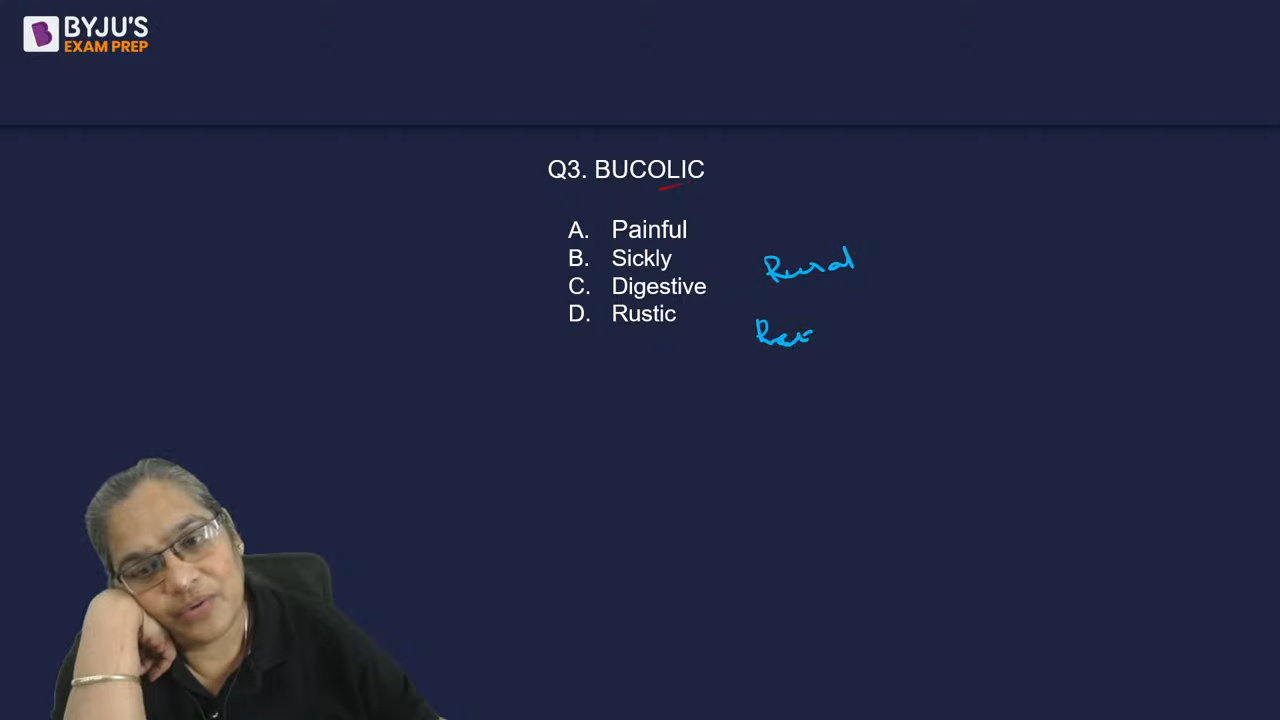 BYJU'S
EXAM PREP
Q3. BUCOLIC
A. Painful
B. Sickly
C. Digestive
D. Rustic
Rural